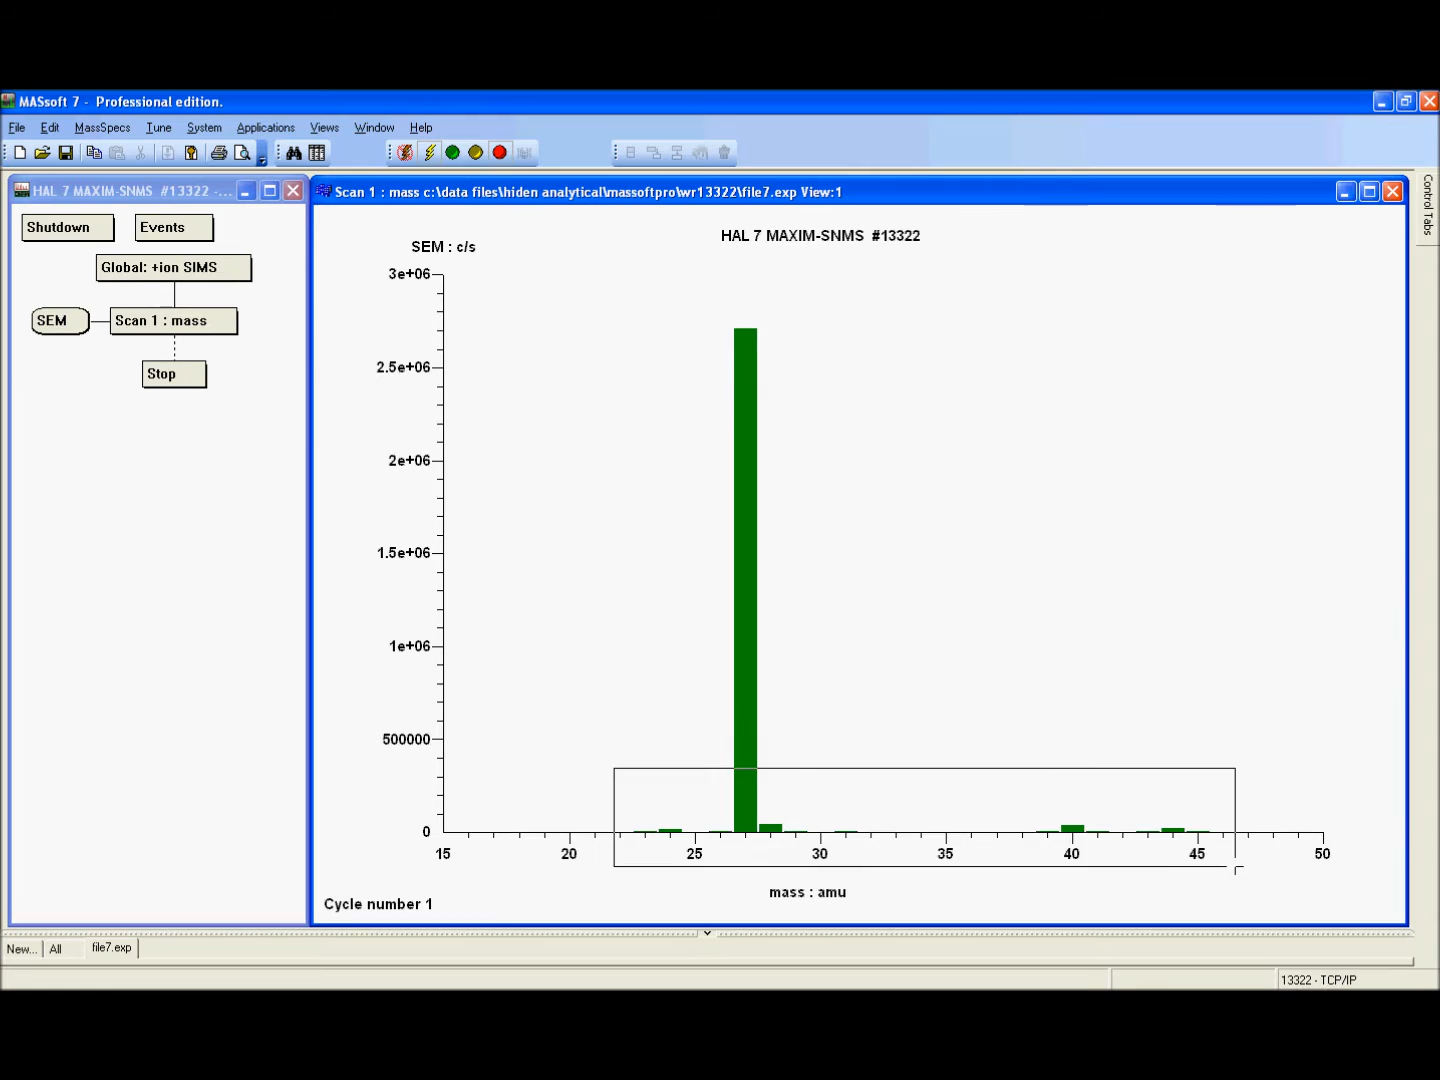 MASsoft 7 - Professional edition.
File Edit MassSpecs Tune System Applications Views Window Help
HAL 7 MAXIM-SNMS #13322 -...
Shutdown
Events
Global: +ion SIMS
SEM
Scan 1 : mass
Stop
Scan 1 : mass c:\data files\hiden analytical\massoftpro\wr13322\file7.exp View:1
HAL 7 MAXIM-SNMS #13322
SEM : c/s
3e+06
2.5e+06
2e+06
1.5e+06
1e+06
500000
0
15 20 25 30 35 40 45 50
mass : amu
Cycle number 1
Control Tabs
New... All file7.exp
13322 - TCP/IP